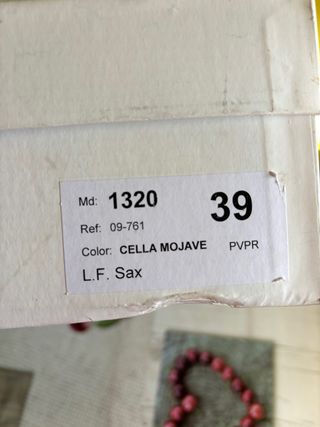 Md: 1320 39
Ref: 09-761
Color: CELLA MOJAVE PVPR
L.F. Sax